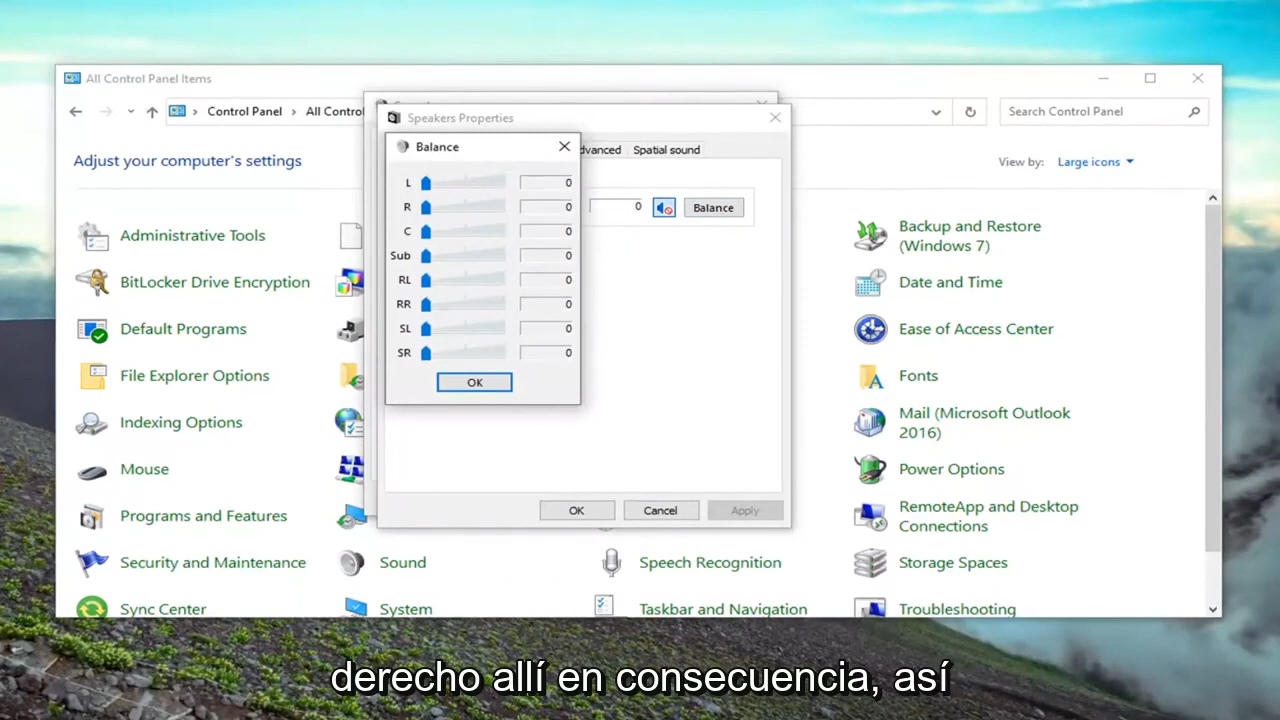 All Control Panel Items
Control Panel
All Control
Search Control Panel
Adjust your computer's settings
View by:
Large icons
Speakers Properties
dvanced
Spatial sound
0
Balance
Balance
L 0
R 0
C 0
Sub 0
RL 0
RR 0
SL 0
SR 0
OK
OK
Cancel
Apply
Administrative Tools
BitLocker Drive Encryption
Default Programs
File Explorer Options
Indexing Options
Mouse
Programs and Features
Security and Maintenance
Sync Center
Sound
System
Speech Recognition
Taskbar and Navigation
Backup and Restore
(Windows 7)
Date and Time
Ease of Access Center
Fonts
Mail (Microsoft Outlook
2016)
Power Options
RemoteApp and Desktop
Connections
Storage Spaces
Troubleshooting
derecho allí en consecuencia, así